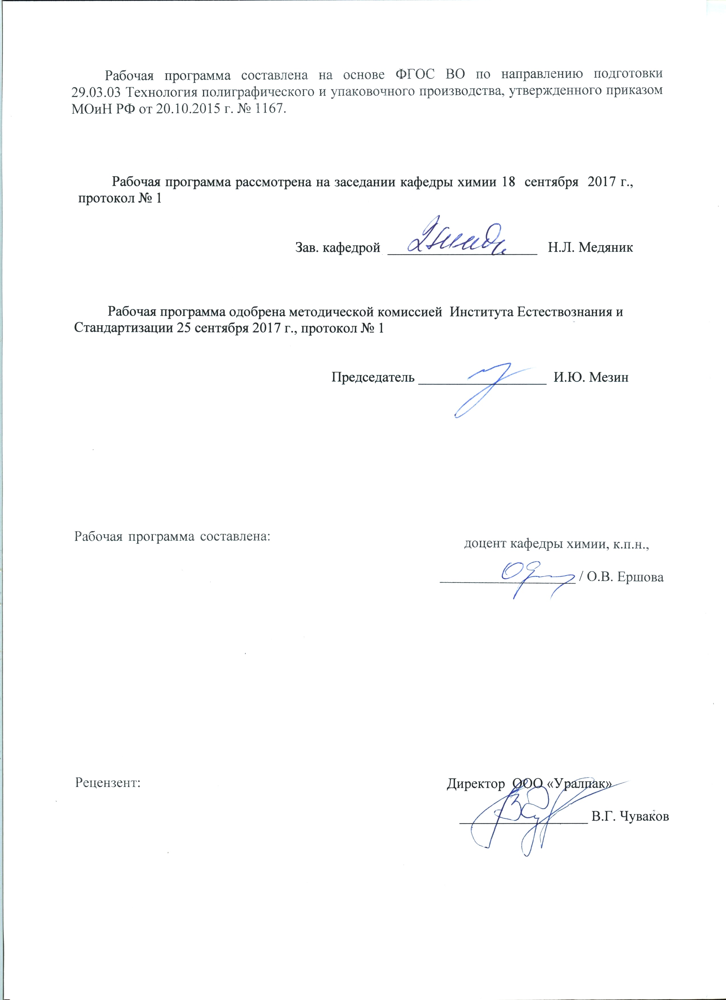 Рабочая программа составлена на основе ФГОС ВО по направлению подготовки
29.03.03 Технология полиграфического и упаковочного производства, утвержденного приказом
МОиН РФ от 20.10.2015 г. № 1167.
Рабочая программа рассмотрена на заседании кафедры химии 18 сентября 2017 г.,
протокол № 1
Зав. кафедрой ____________________ Н.Л. Медяник
Рабочая программа одобрена методической комиссией Института Естествознания и
Стандартизации 25 сентября 2017 г., протокол № 1
Председатель ____________________ И.Ю. Мезин
Рабочая программа составлена:
доцент кафедры химии, к.п.н.,
____________________ / О.В. Ершова
Рецензент:
Директор ООО «Уралпак»
____________________ В.Г. Чуваков